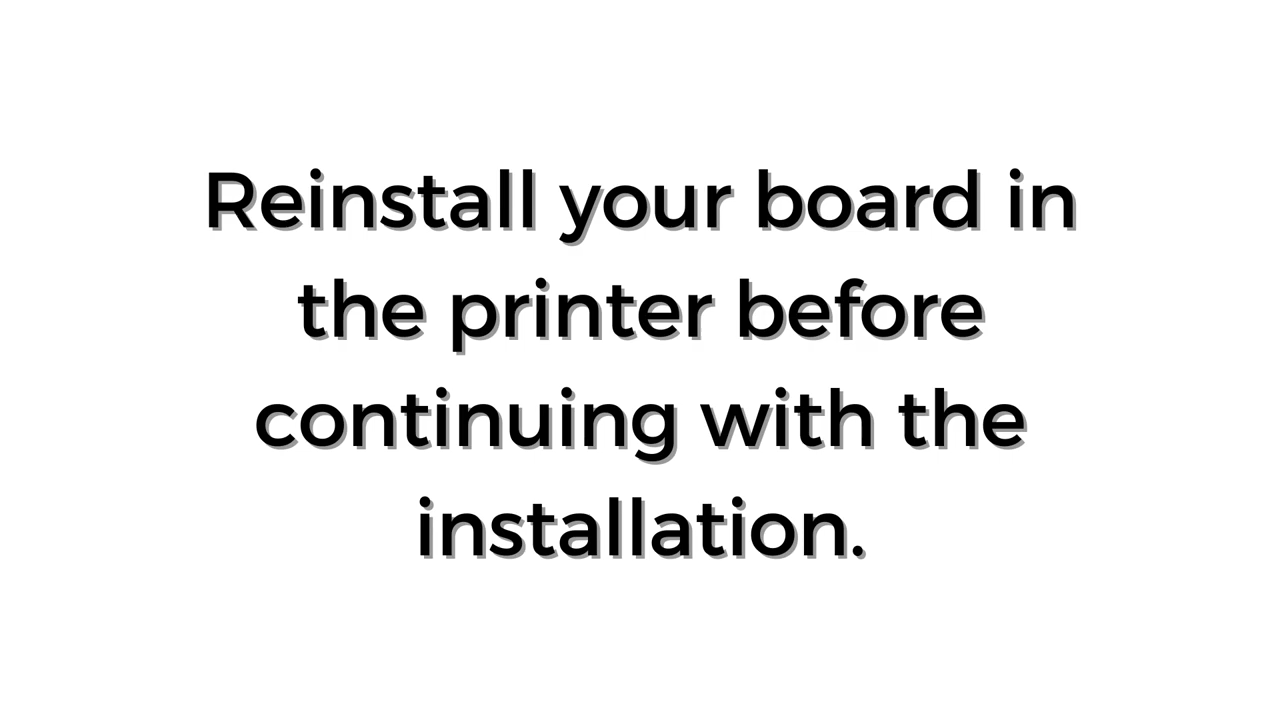 Reinstall your board in
the printer before
continuing with the
installation.